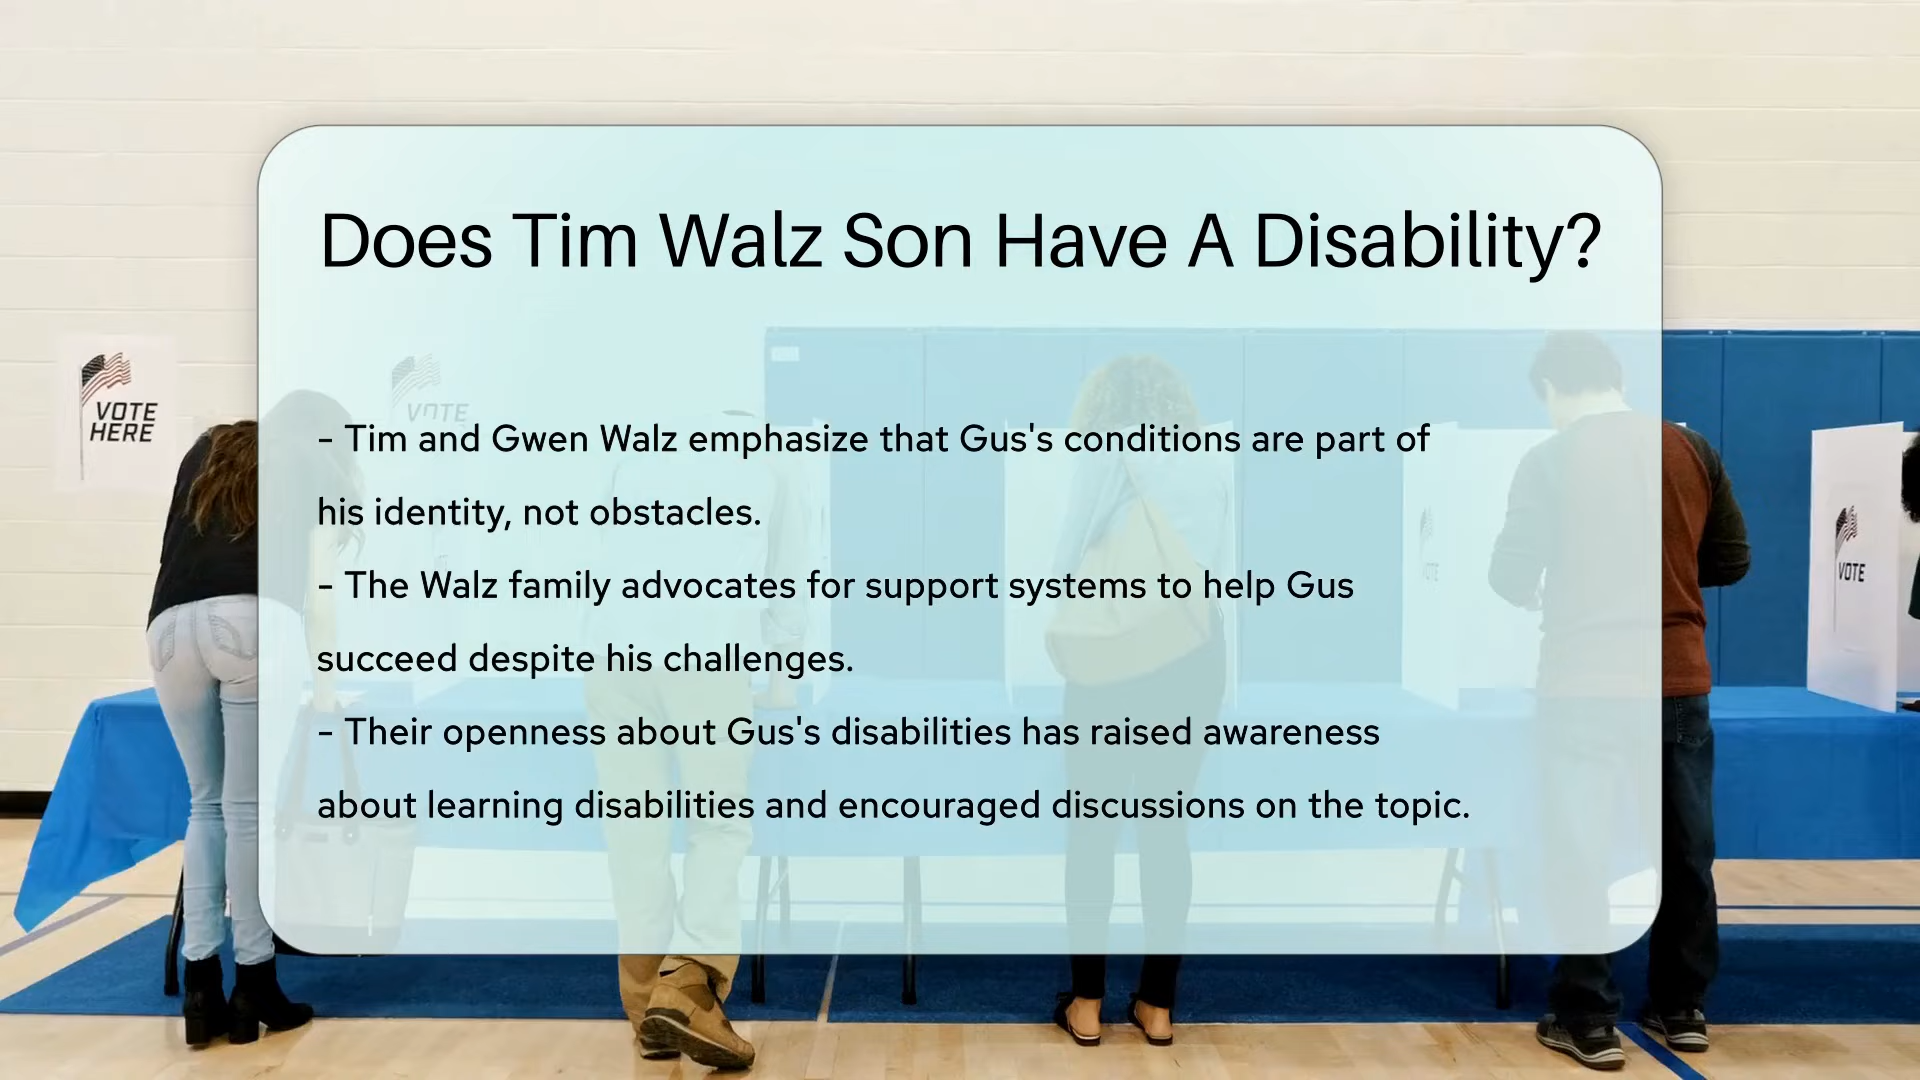 Does Tim Walz Son Have A Disability?
VOTE
HERE
VOTE
- Tim and Gwen Walz emphasize that Gus's conditions are part of
his identity, not obstacles.
- The Walz family advocates for support systems to help Gus
succeed despite his challenges.
- Their openness about Gus's disabilities has raised awareness
about learning disabilities and encouraged discussions on the topic.
VOTE
VOTE